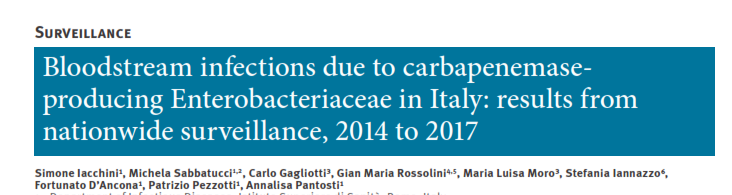 SURVEILLANCE
Bloodstream infections due to carbapenemase-
producing Enterobacteriaceae in Italy: results from
nationwide surveillance, 2014 to 2017
Simone Iacchini¹, Michela Sabbatucci¹,², Carlo Gagliotti³, Gian Maria Rossolini⁴,⁵, Maria Luisa Moro³, Stefania Iannazzo⁶,
Fortunato D'Ancona¹, Patrizio Pezzotti¹, Annalisa Pantosti¹